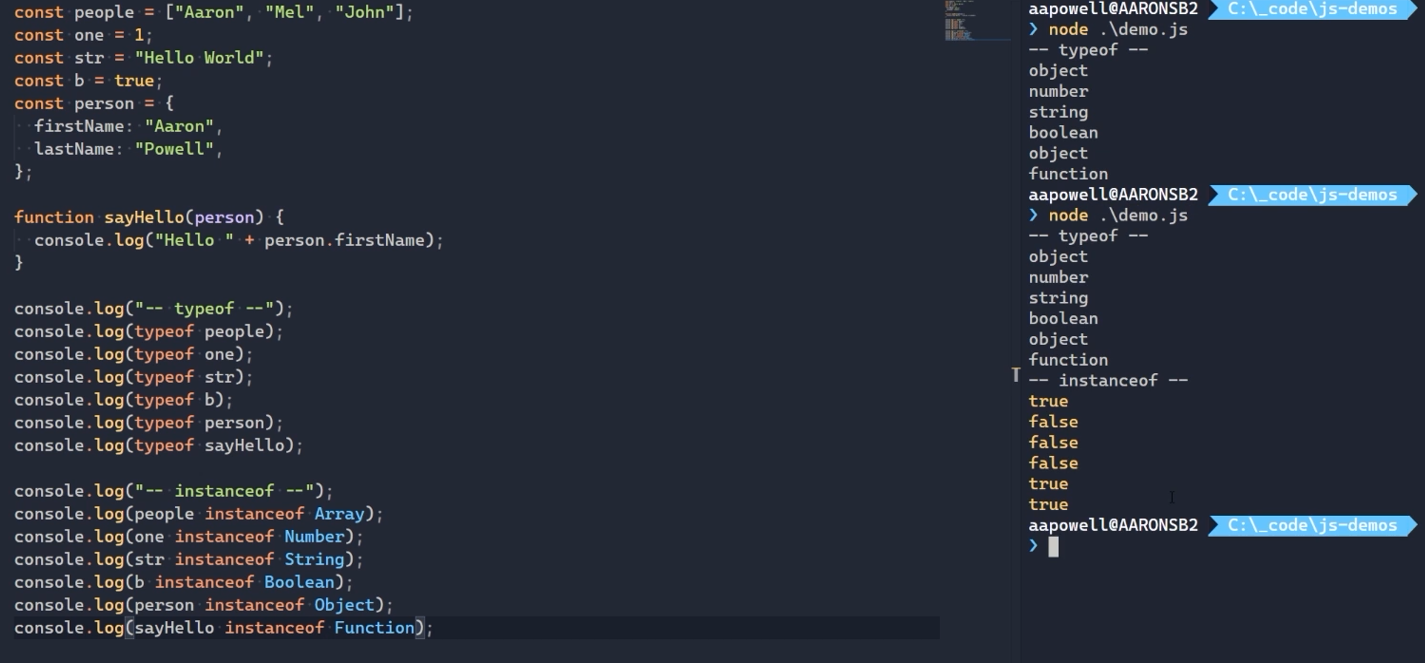 const people = ["Aaron", "Mel", "John"];
const one = 1;
const str = "Hello World";
const b = true;
const person = {
  firstName: "Aaron",
  lastName: "Powell",
};

function sayHello(person) {
  console.log("Hello " + person.firstName);
}

console.log("-- typeof --");
console.log(typeof people);
console.log(typeof one);
console.log(typeof str);
console.log(typeof b);
console.log(typeof person);
console.log(typeof sayHello);

console.log("-- instanceof --");
console.log(people instanceof Array);
console.log(one instanceof Number);
console.log(str instanceof String);
console.log(b instanceof Boolean);
console.log(person instanceof Object);
console.log(sayHello instanceof Function);
T
aapowell@AARONSB2 C:\_code\js-demos
❯ node .\demo.js
-- typeof --
object
number
string
boolean
object
function
aapowell@AARONSB2 C:\_code\js-demos
❯ node .\demo.js
-- typeof --
object
number
string
boolean
object
function
-- instanceof --
true
false
false
false
true
true
aapowell@AARONSB2 C:\_code\js-demos
❯